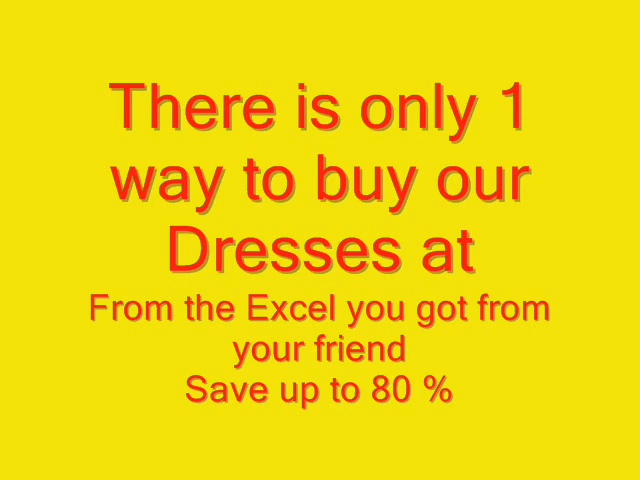 There is only 1
way to buy our
Dresses at
From the Excel you got from
your friend
Save up to 80 %